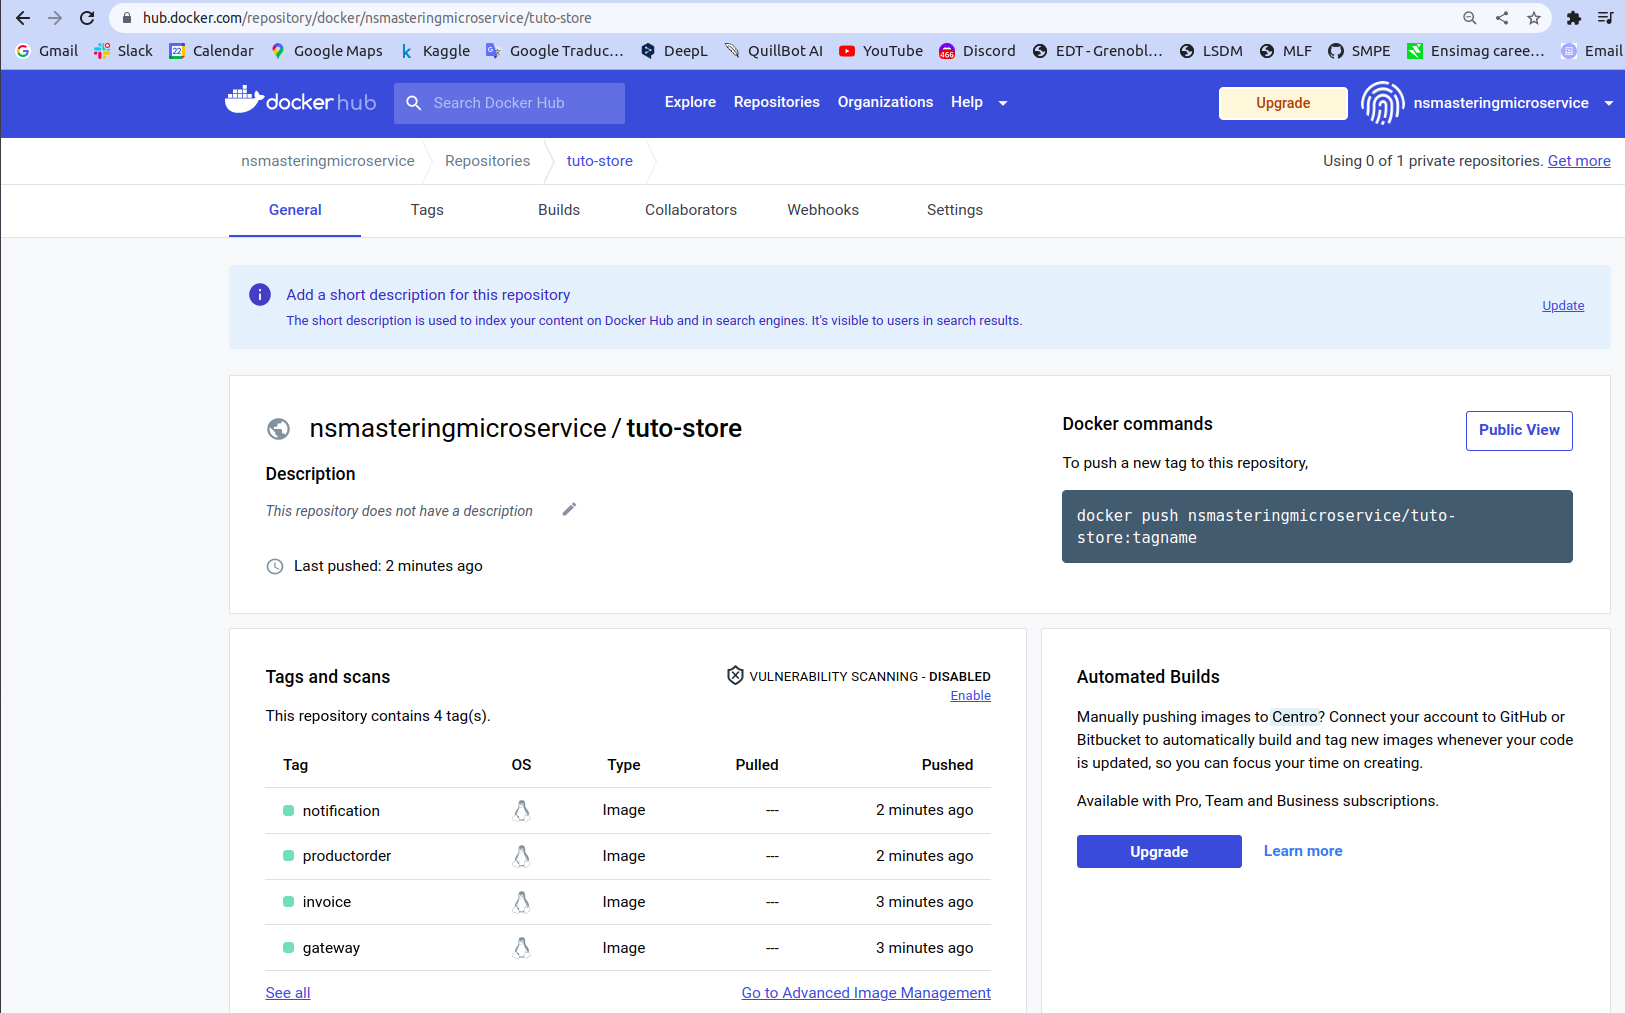 hub.docker.com/repository/docker/nsmasteringmicroservice/tuto-store
Gmail Slack Calendar Google Maps Kaggle Google Traduc... DeepL QuillBot AI YouTube Discord EDT - Grenobl... LSDM MLF SMPE Ensimag caree... Email
docker hub Search Docker Hub Explore Repositories Organizations Help Upgrade nsmasteringmicroservice
nsmasteringmicroservice Repositories tuto-store Using 0 of 1 private repositories. Get more
General Tags Builds Collaborators Webhooks Settings
Add a short description for this repository
The short description is used to index your content on Docker Hub and in search engines. It's visible to users in search results.
Update
nsmasteringmicroservice / tuto-store
Description
This repository does not have a description
Last pushed: 2 minutes ago
Docker commands
Public View
To push a new tag to this repository,
docker push nsmasteringmicroservice/tuto-
store:tagname
Tags and scans
VULNERABILITY SCANNING - DISABLED
Enable
This repository contains 4 tag(s).
Tag OS Type Pulled Pushed
notification Image --- 2 minutes ago
productorder Image --- 2 minutes ago
invoice Image --- 3 minutes ago
gateway Image --- 3 minutes ago
See all Go to Advanced Image Management
Automated Builds
Manually pushing images to Centro? Connect your account to GitHub or
Bitbucket to automatically build and tag new images whenever your code
is updated, so you can focus your time on creating.
Available with Pro, Team and Business subscriptions.
Upgrade Learn more